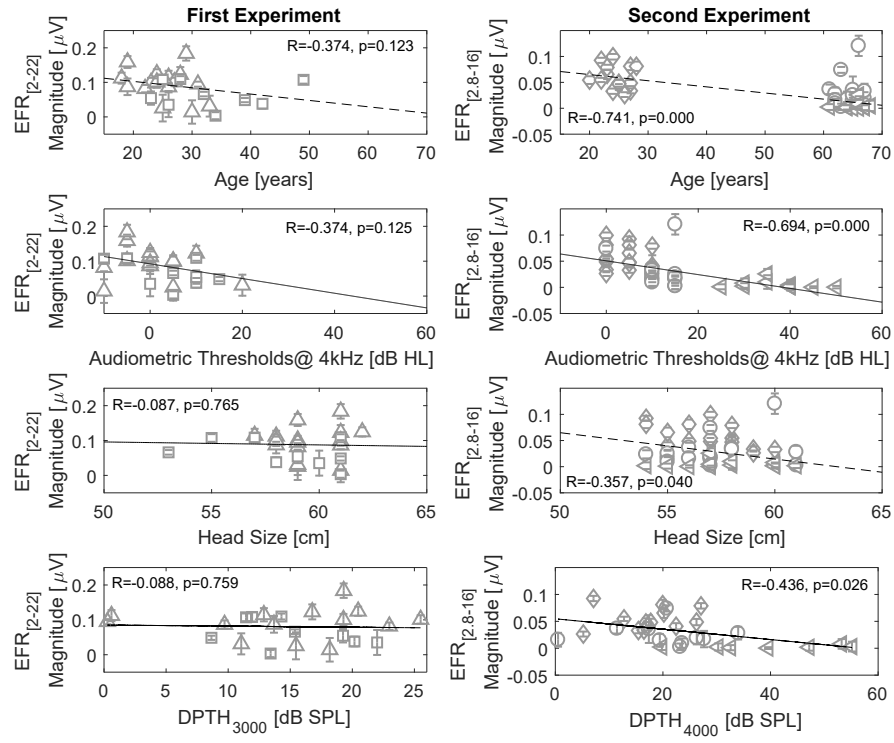 First Experiment
EFR[2-22]
Magnitude [ μV]
0.2
0.1
0
R=-0.374, p=0.123
20 30 40 50 60 70
Age [years]
Second Experiment
EFR[2.8-16]
Magnitude [ μV]
0.1
0.05
0
-0.05
R=-0.741, p=0.000
20 30 40 50 60 70
Age [years]
EFR[2-22]
Magnitude [ μV]
0.2
0.1
0
R=-0.374, p=0.125
0 20 40 60
Audiometric Thresholds@ 4kHz [dB HL]
EFR[2.8-16]
Magnitude [ μV]
0.1
0.05
0
-0.05
R=-0.694, p=0.000
0 20 40 60
Audiometric Thresholds@ 4kHz [dB HL]
EFR[2-22]
Magnitude [ μV]
0.2
0.1
0
R=-0.087, p=0.765
50 55 60 65
Head Size [cm]
EFR[2.8-16]
Magnitude [ μV]
0.1
0.05
0
-0.05
R=-0.357, p=0.040
50 55 60 65
Head Size [cm]
EFR[2-22]
Magnitude [ μV]
0.2
0.1
0
R=-0.088, p=0.759
0 5 10 15 20 25
DPTH3000 [dB SPL]
EFR[2.8-16]
Magnitude [ μV]
0.1
0.05
0
-0.05
R=-0.436, p=0.026
0 20 40 60
DPTH4000 [dB SPL]